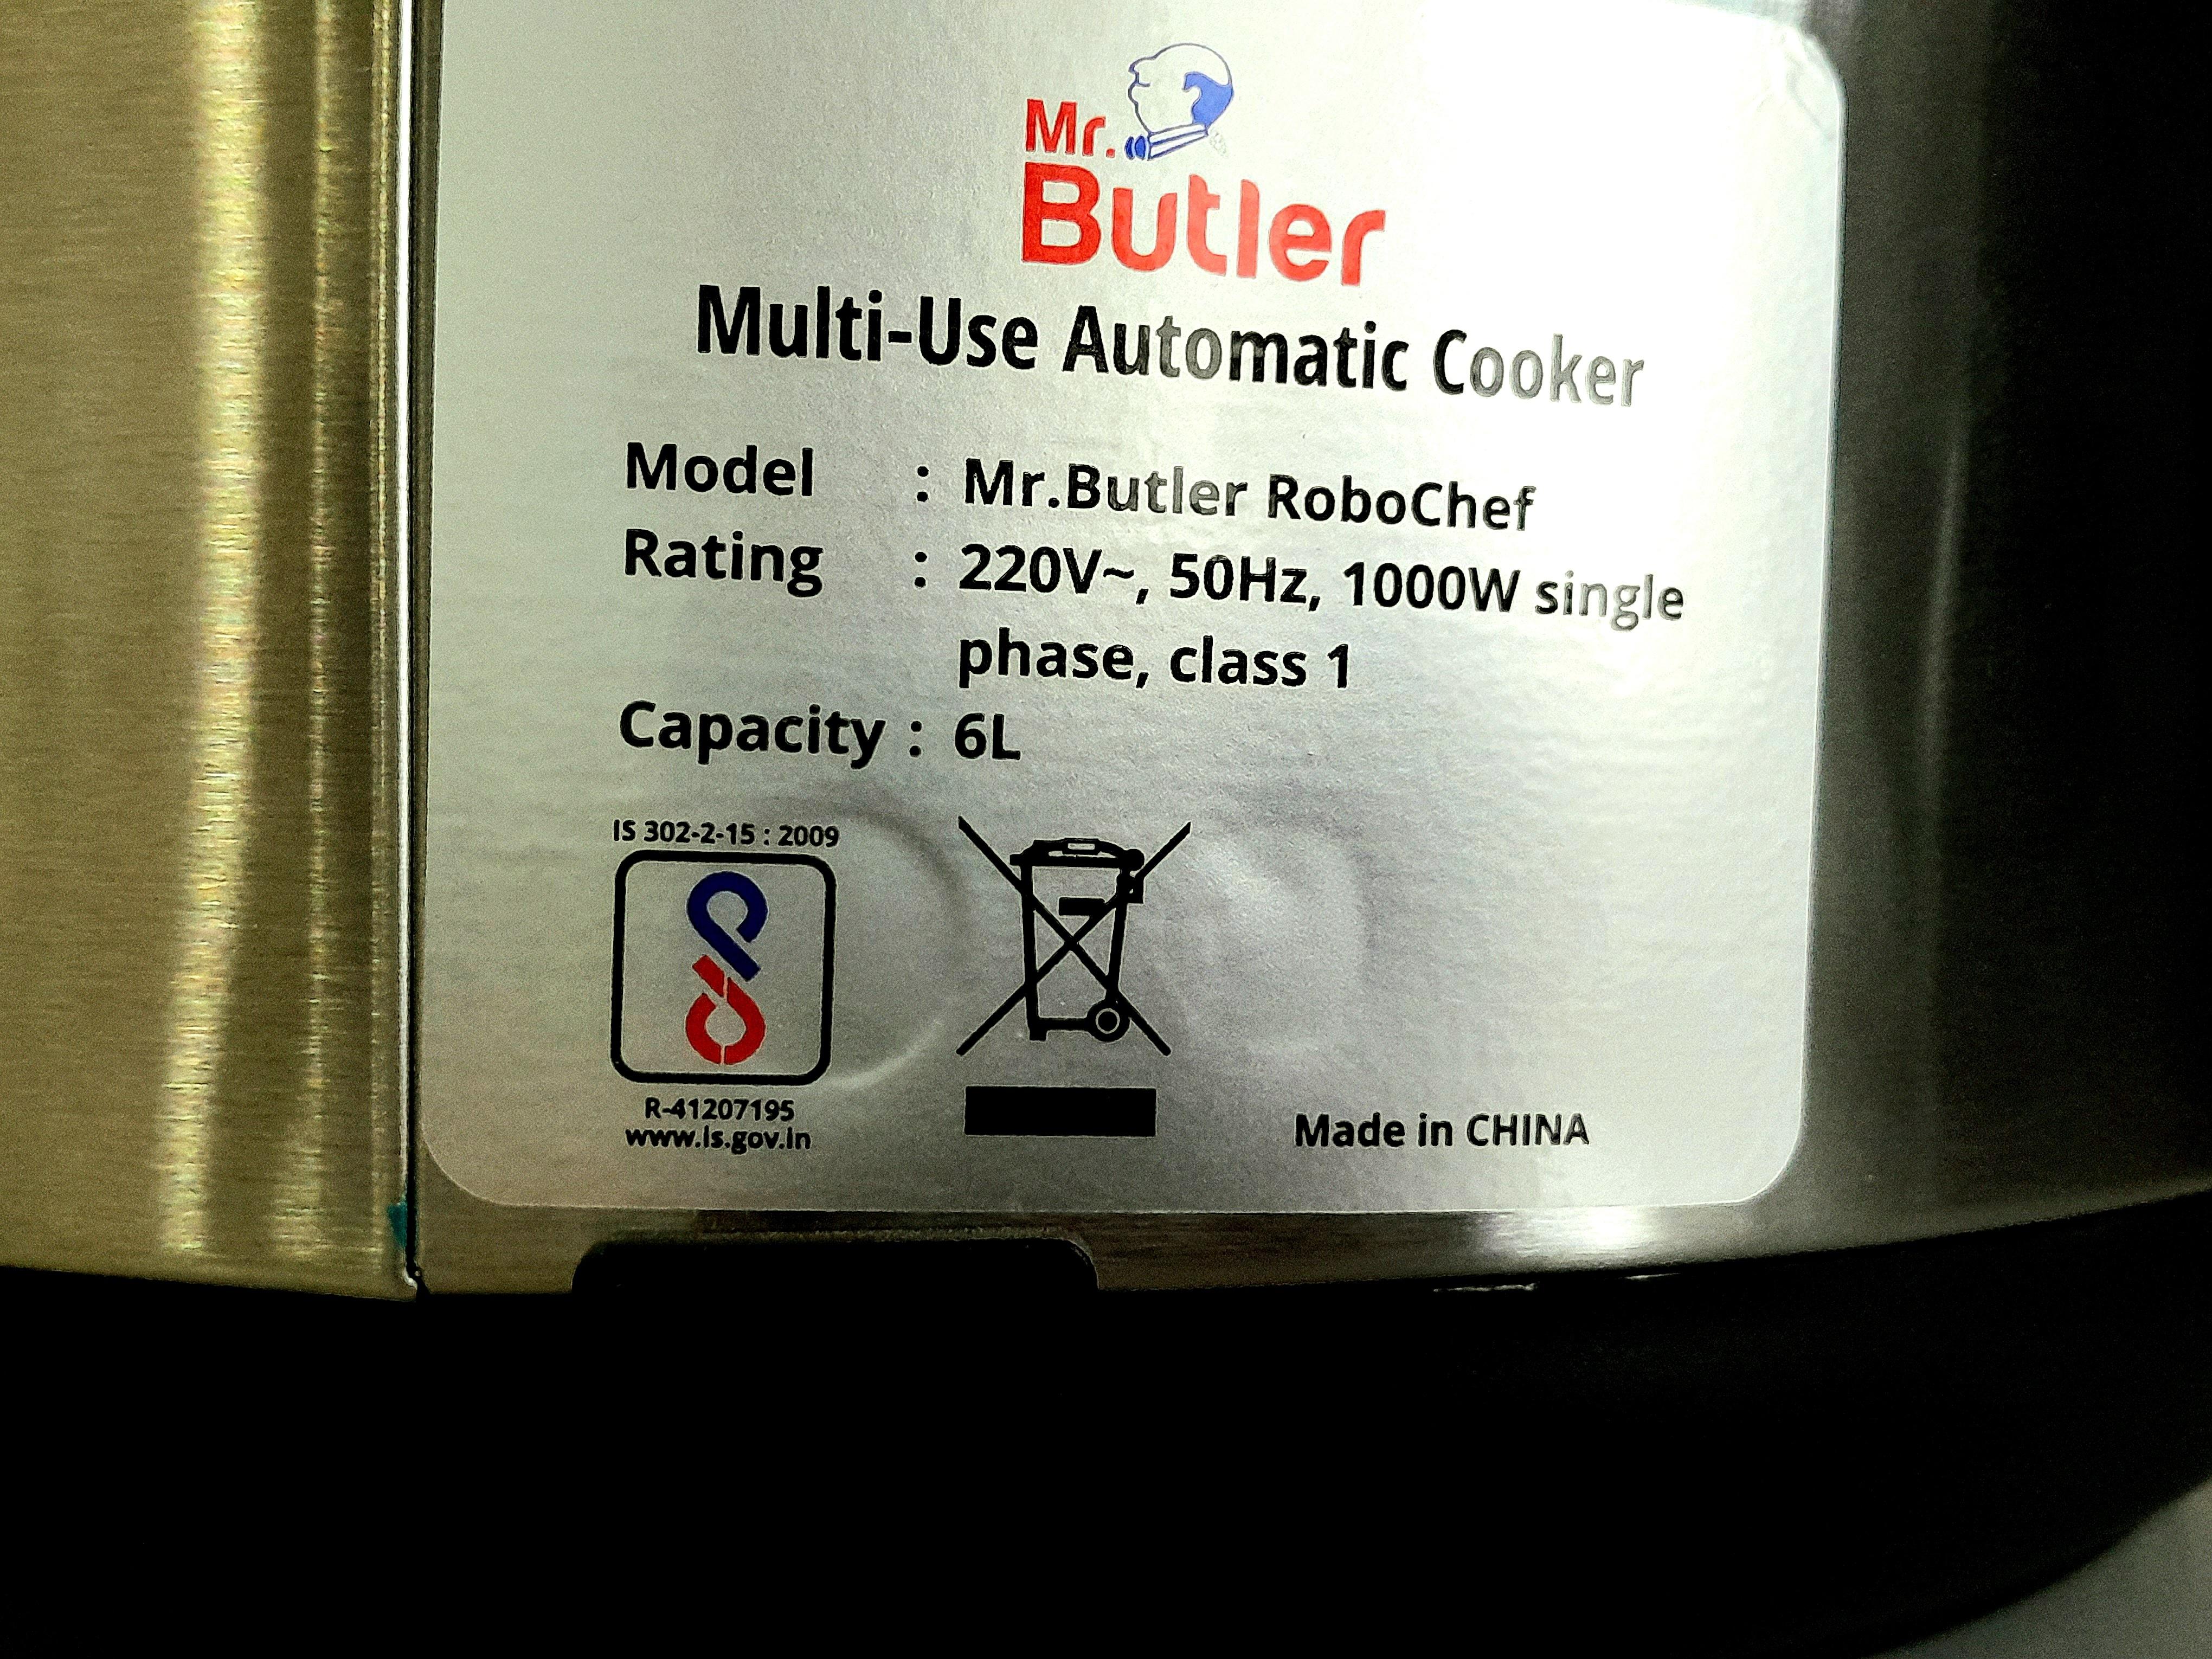 Mr.
Butler
Multi-Use Automatic Cooker
Model : Mr.Butler RoboChef
Rating : 220V~, 50Hz, 1000W single
phase, class 1
Capacity : 6L
IS 302-2-15 : 2009
R-41207195
www.is.gov.in
Made in CHINA